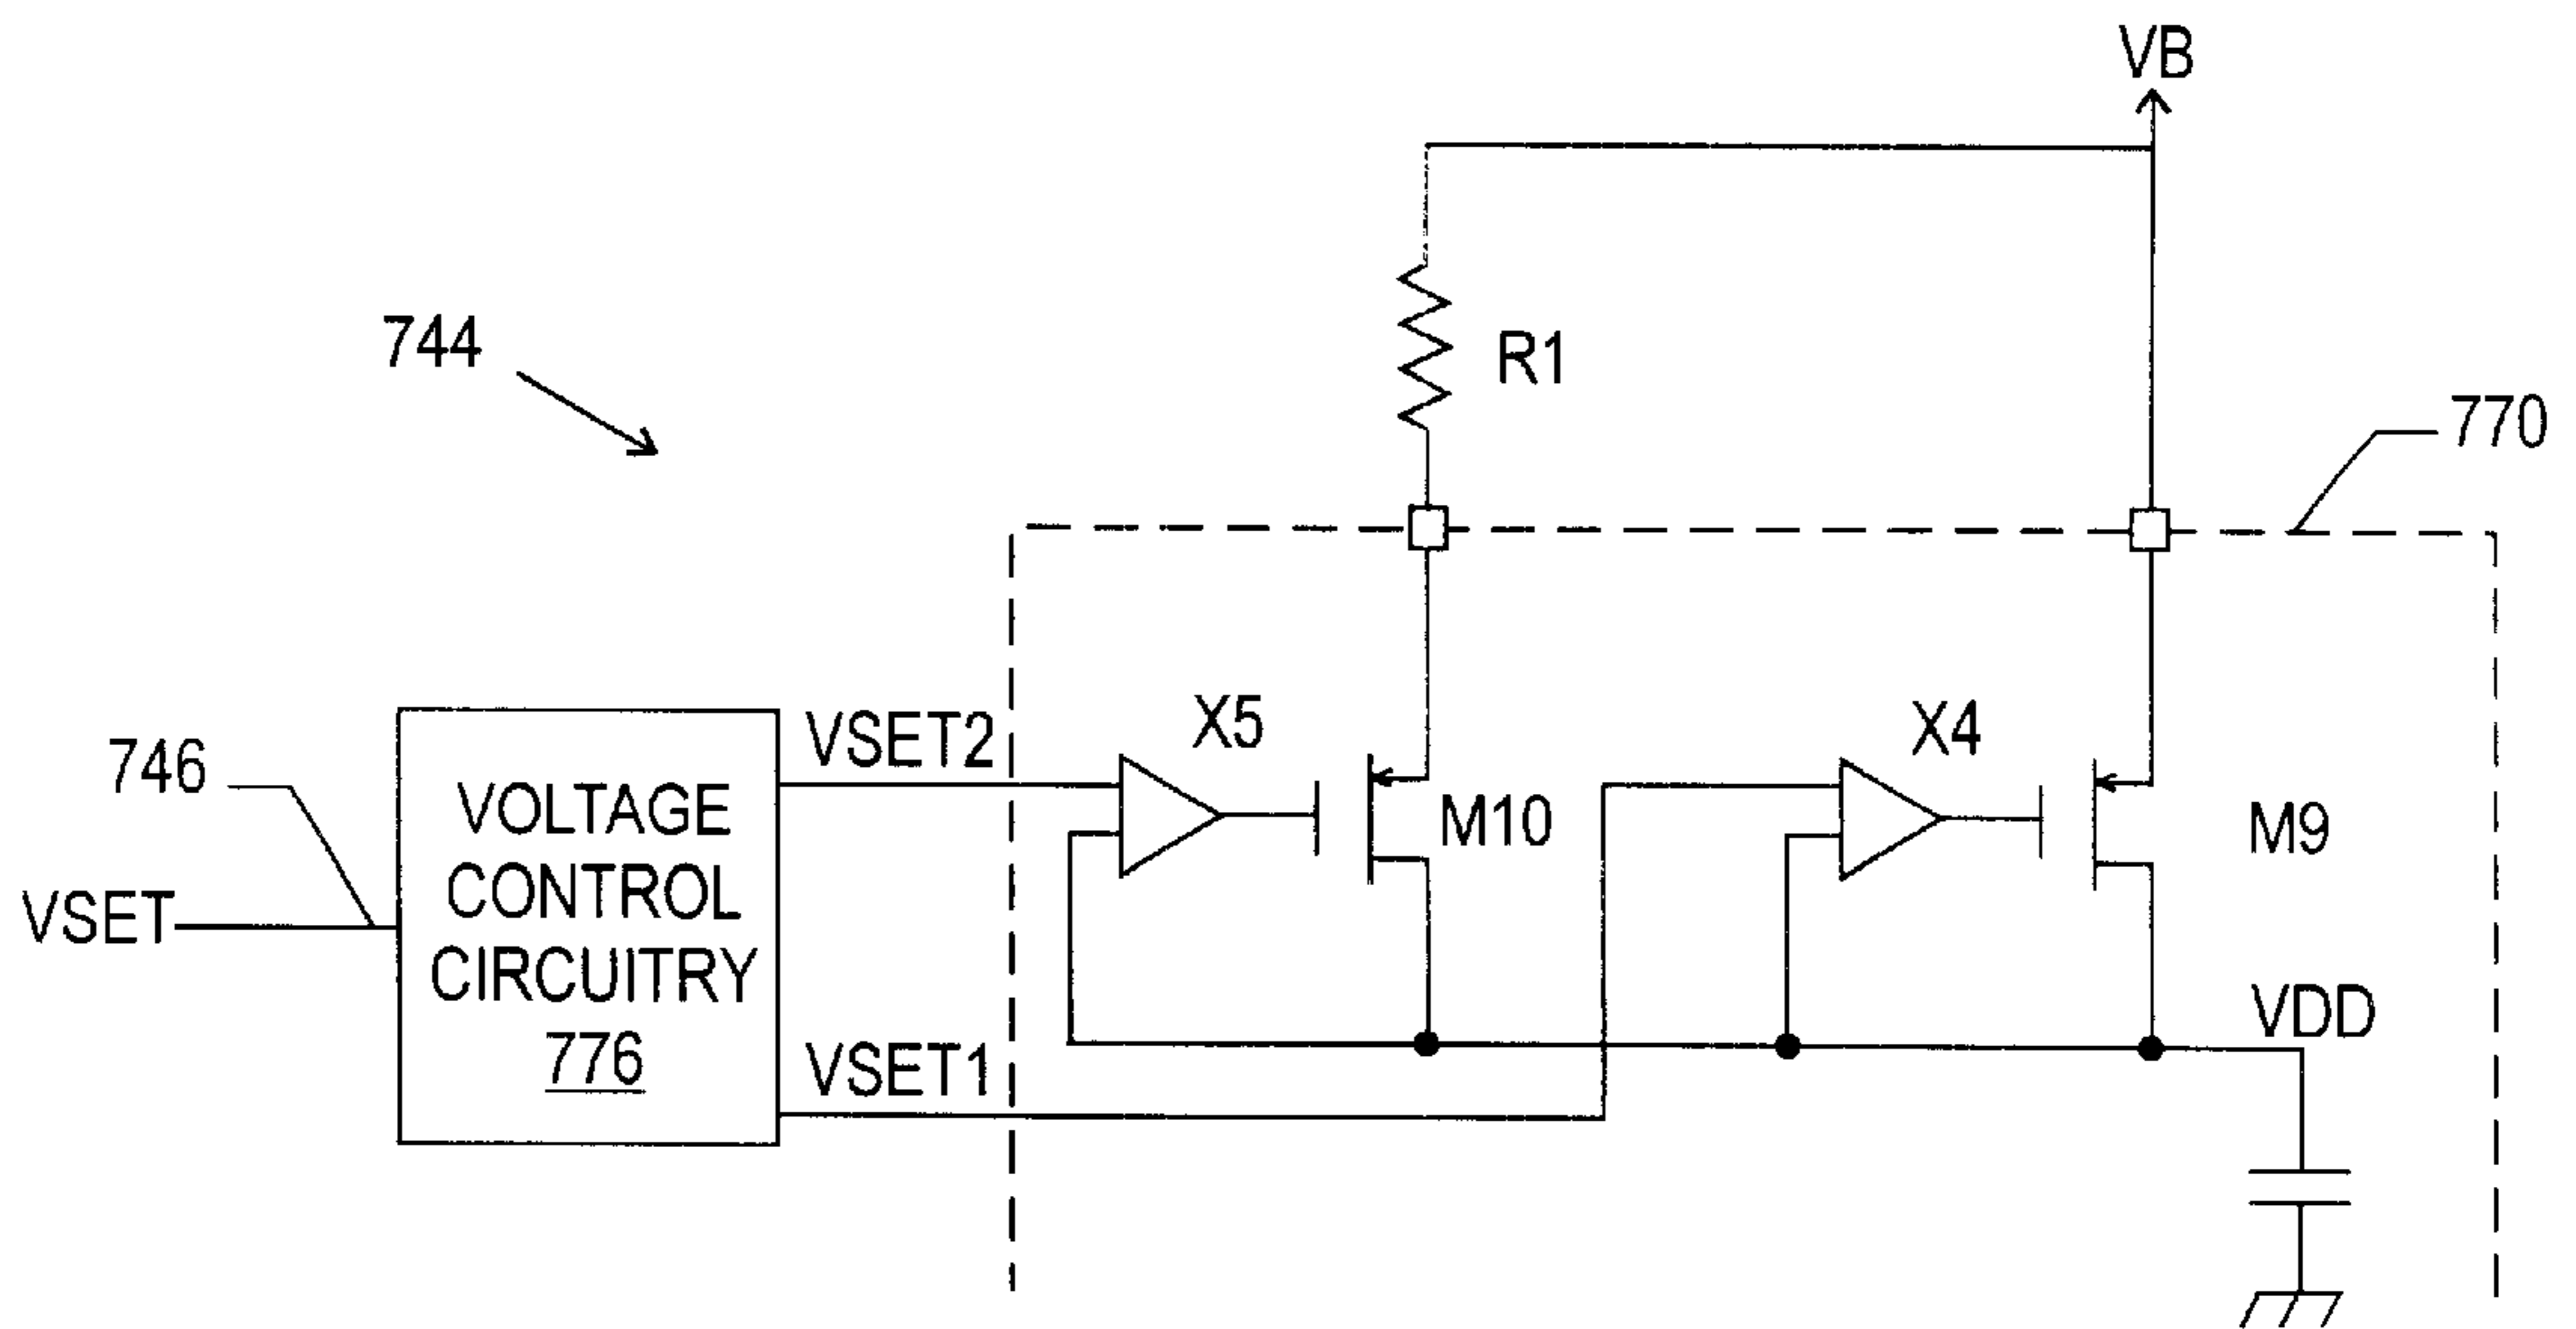 VB
744
R1
770
X5
X4
VSET2
746
M10
M9
VOLTAGE
CONTROL
CIRCUITRY
776
VSET
VDD
VSET1